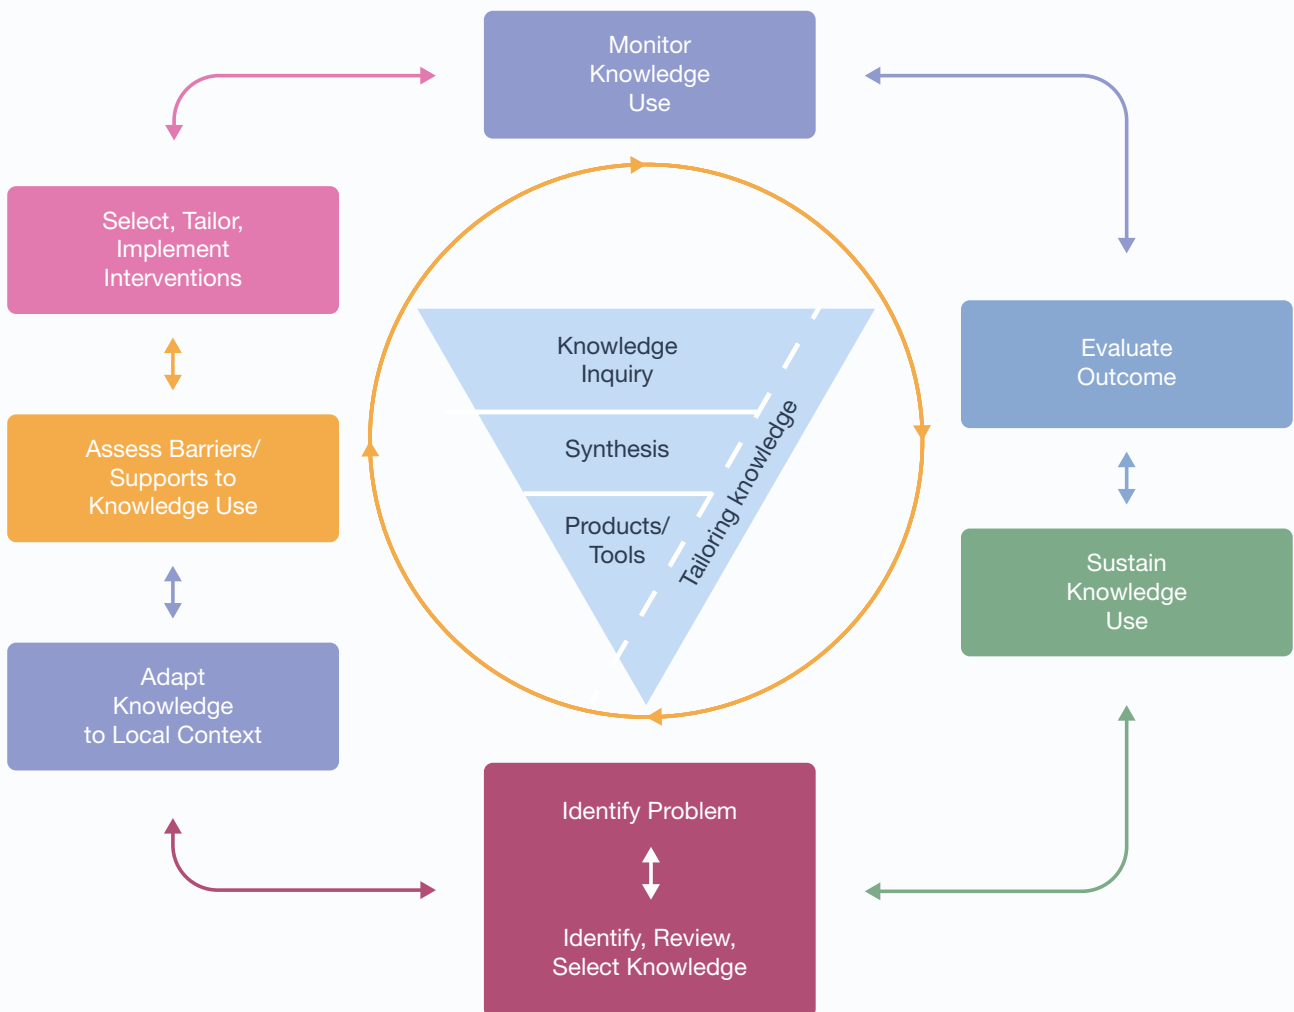 Monitor
Knowledge
Use
Select, Tailor,
Implement
Interventions
Knowledge
Inquiry
Evaluate
Outcome
Assess Barriers/
Supports to
Knowledge Use
Synthesis
Tailoring knowledge
Products/
Tools
Sustain
Knowledge
Use
Adapt
Knowledge
to Local Context
Identify Problem
Identify, Review,
Select Knowledge